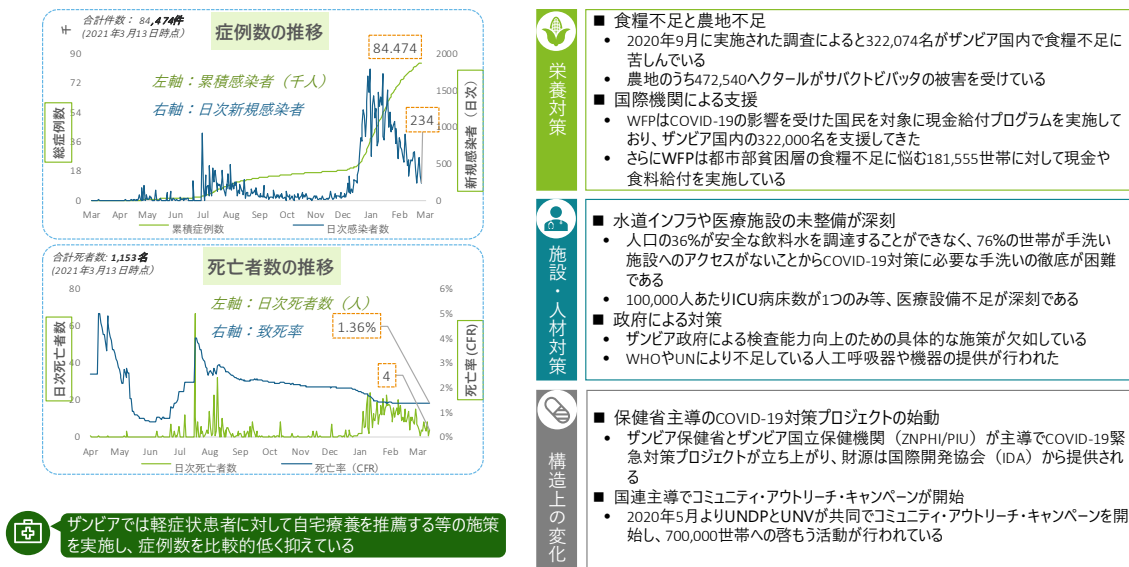 合計件数： 84,474件
(2021年3月13日時点)
症例数の推移
千
左軸：累積感染者（千人）
右軸：日次新規感染者
84.474
234
総症例数
新規感染者（日次）
90
72
54
36
18
0
2000
1500
1000
500
0
Mar Apr May Jun Jul Aug Sep Oct Nov Dec Jan Feb Mar
累積症例数 日次感染者数
合計死者数: 1,153名
(2021年3月13日時点)
死亡者数の推移
左軸：日次死者数（人）
右軸：致死率
1.36%
4
日次死亡者数
死亡率(CFR)
80
60
40
20
0
6%
5%
4%
3%
2%
1%
0%
Apr May Jun Jul Aug Sep Oct Nov Dec Jan Feb Mar
日次死亡者数 死亡率（CFR）
ザンビアでは軽症状患者に対して自宅療養を推薦する等の施策
を実施し、症例数を比較的低く抑えている
栄養対策
■ 食糧不足と農地不足
• 2020年9月に実施された調査によると322,074名がザンビア国内で食糧不足に
苦しんでいる
• 農地のうち472,540ヘクタールがサバクトビバッタの被害を受けている
■ 国際機関による支援
• WFPはCOVID-19の影響を受けた国民を対象に現金給付プログラムを実施して
おり、ザンビア国内の322,000名を支援してきた
• さらにWFPは都市部貧困層の食糧不足に悩む181,555世帯に対して現金や
食料給付を実施している
施設・人材対策
■ 水道インフラや医療施設の未整備が深刻
• 人口の36%が安全な飲料水を調達することができなく、76%の世帯が手洗い
施設へのアクセスがないことからCOVID-19対策に必要な手洗いの徹底が困難
である
• 100,000人あたりICU病床数が1つのみ等、医療設備不足が深刻である
■ 政府による対策
• ザンビア政府による検査能力向上のための具体的な施策が欠如している
• WHOやUNにより不足している人工呼吸器や機器の提供が行われた
構造上の変化
■ 保健省主導のCOVID-19対策プロジェクトの始動
• ザンビア保健省とザンビア国立保健機関（ZNPHI/PIU）が主導でCOVID-19緊
急対策プロジェクトが立ち上がり、財源は国際開発協会（IDA）から提供され
る
■ 国連主導でコミュニティ・アウトリーチ・キャンペーンが開始
• 2020年5月よりUNDPとUNVが共同でコミュニティ・アウトリーチ・キャンペーンを開
始し、700,000世帯への啓もう活動が行われている